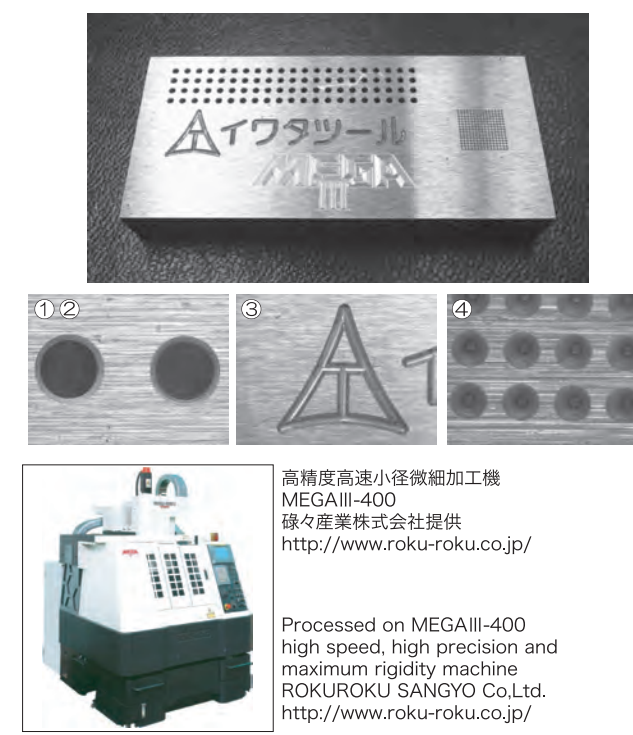 イワタツール
MEGA
III
① ②
③
④
高精度高速小径微細加工機
MEGAⅢ-400
碌々産業株式会社提供
http://www.roku-roku.co.jp/
Processed on MEGAⅢ-400
high speed, high precision and
maximum rigidity machine
ROKUROKU SANGYO Co,Ltd.
http://www.roku-roku.co.jp/